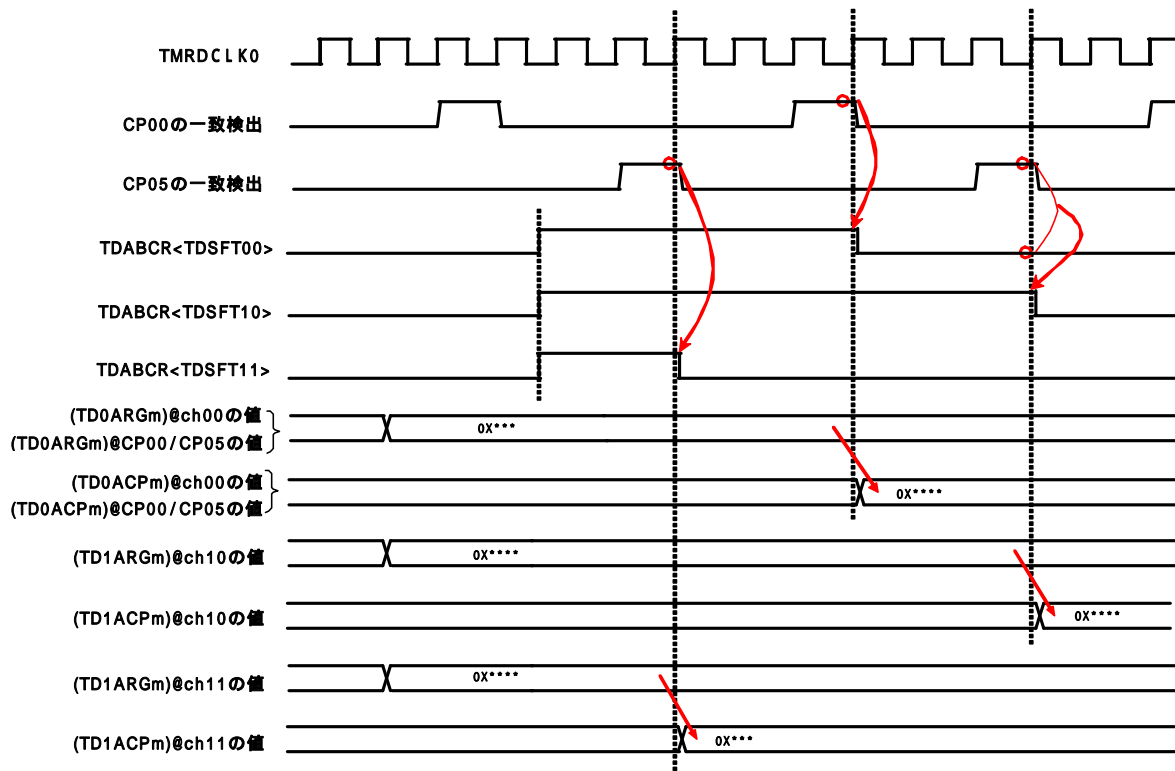 TMRDCLK0
CP00の一致検出
CP05の一致検出
TDABCR<TDSFT00>
TDABCR<TDSFT10>
TDABCR<TDSFT11>
(TD0ARGm)@ch00の値
0X***
(TD0ARGm)@CP00/CP05の値
(TD0ACPm)@ch00の値
0X****
(TD0ACPm)@CP00/CP05の値
(TD1ARGm)@ch10の値
0X****
(TD1ACPm)@ch10の値
0X****
(TD1ARGm)@ch11の値
0X****
(TD1ACPm)@ch11の値
0X***